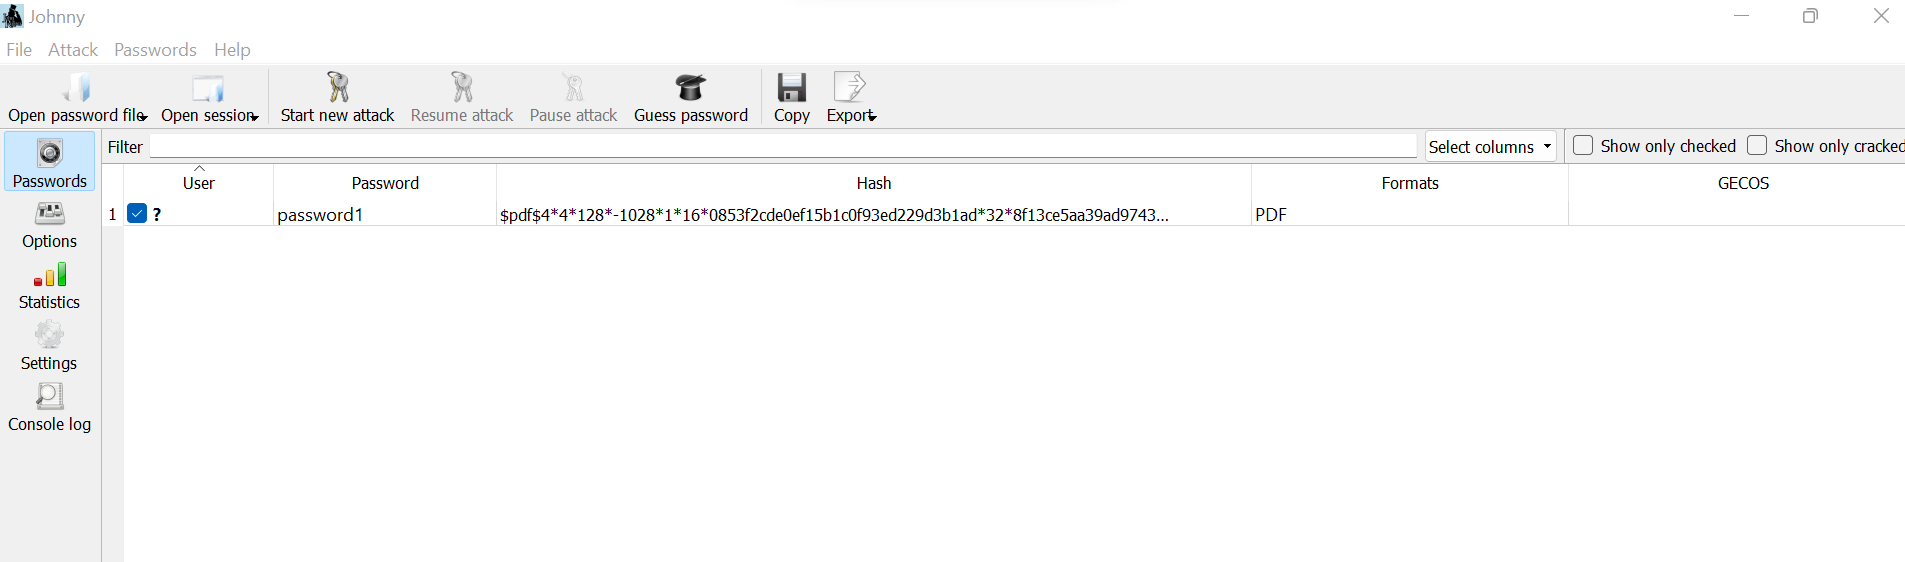 Johnny
File Attack Passwords Help
Open password file Open session Start new attack Resume attack Pause attack Guess password Copy Export
Passwords
Options
Statistics
Settings
Console log
Filter Select columns Show only checked Show only cracked
User Password Hash Formats GECOS
1 ? password1 $pdf$4*4*128*-1028*1*16*0853f2cde0ef15b1c0f93ed229d3b1ad*32*8f13ce5aa39ad9743... PDF